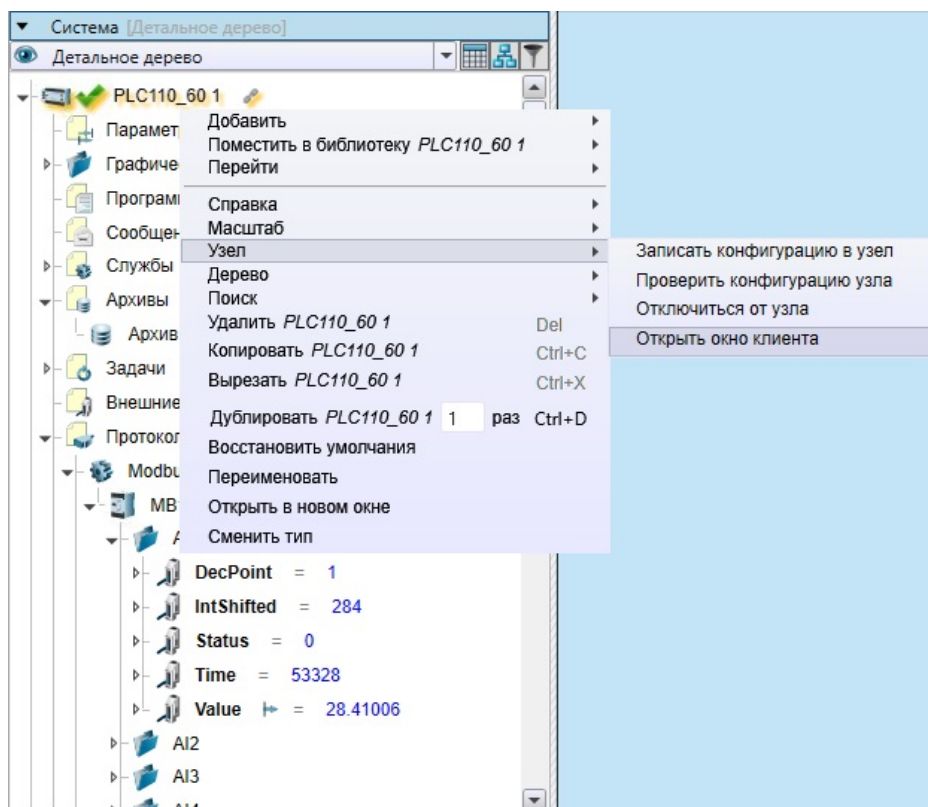 Система [Детальное дерево]
Детальное дерево
PLC110_60 1
Парамет
Графиче
Програм
Сообщен
Службы
Архивы
Архив
Задачи
Внешние
Протокол
Modbu
MB
A
DecPoint = 1
IntShifted = 284
Status = 0
Time = 53328
Value = 28.41006
AI2
AI3
AI4
Добавить
Поместить в библиотеку PLC110_60 1
Перейти
Справка
Масштаб
Узел
Дерево
Поиск
Удалить PLC110_60 1 Del
Копировать PLC110_60 1 Ctrl+C
Вырезать PLC110_60 1 Ctrl+X
Дублировать PLC110_60 1 1 раз Ctrl+D
Восстановить умолчания
Переименовать
Открыть в новом окне
Сменить тип
Записать конфигурацию в узел
Проверить конфигурацию узла
Отключиться от узла
Открыть окно клиента